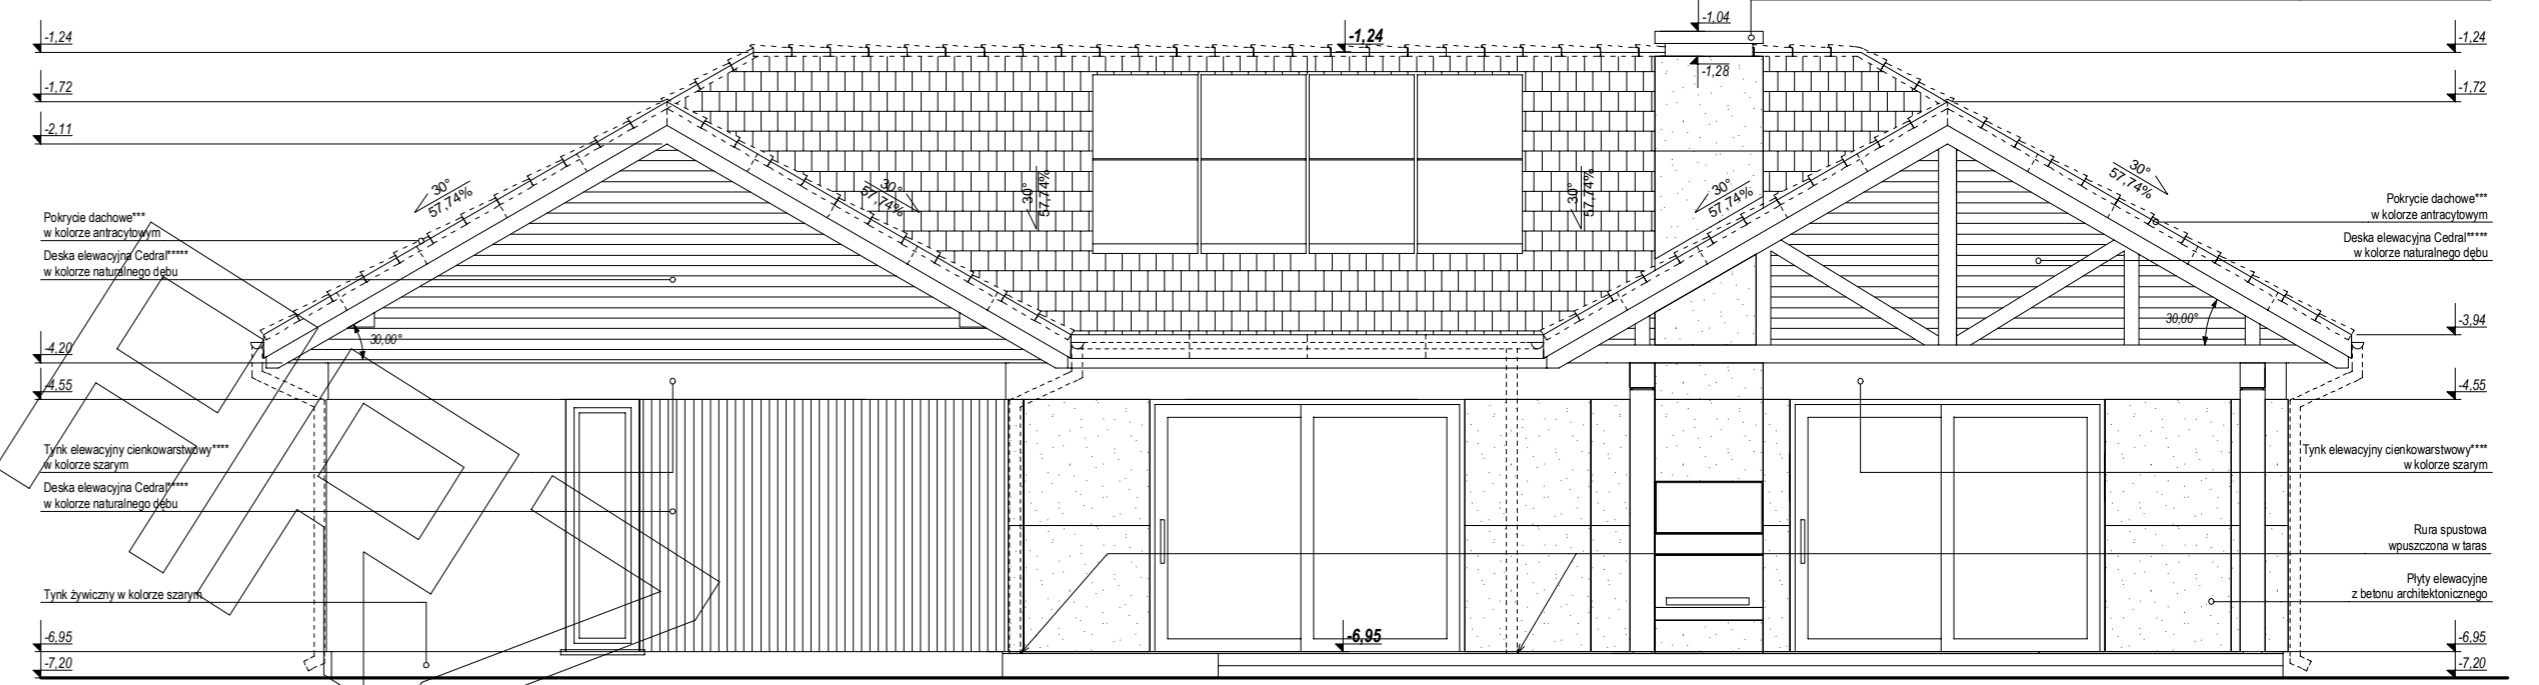 -1,24
-1,72
-2,11
Pokrycie dachowe***
w kolorze antracytowym
Deska elewacyjna Cedral*****
w kolorze naturalnego dębu
-4,20
-4,55
Tynk elewacyjny cienkowarstwowy****
w kolorze szarym
Deska elewacyjna Cedral*****
w kolorze naturalnego dębu
Tynk żywiczny w kolorze szarym
-6,95
-7,20
30°
57,74%
30,00°
30°
57,74%
30°
57,74%
-1,24
30°
57,74%
-1,04
-1,28
30°
57,74%
30°
57,74%
30,00°
-6,95
-1,24
-1,72
Pokrycie dachowe***
w kolorze antracytowym
Deska elewacyjna Cedral*****
w kolorze naturalnego dębu
-3,94
-4,55
Tynk elewacyjny cienkowarstwowy****
w kolorze szarym
Rura spustowa
wpuszczona w taras
Płyty elewacyjne
z betonu architektonicznego
-6,95
-7,20